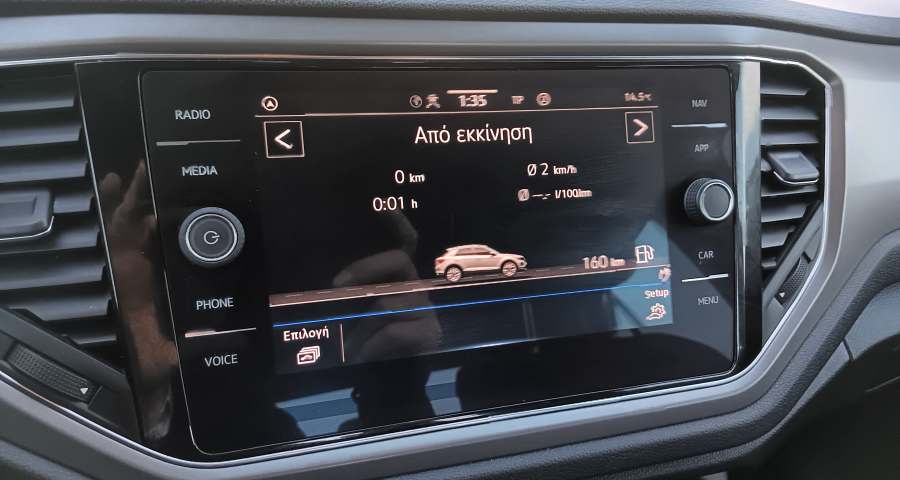 RADIO
MEDIA
PHONE
VOICE
1:35
14.5°C
Από εκκίνηση
0 km
Ø 2 km/h
0:01 h
Ø --.- l/100km
160 km
Setup
Επιλογή
NAV
APP
CAR
MENU